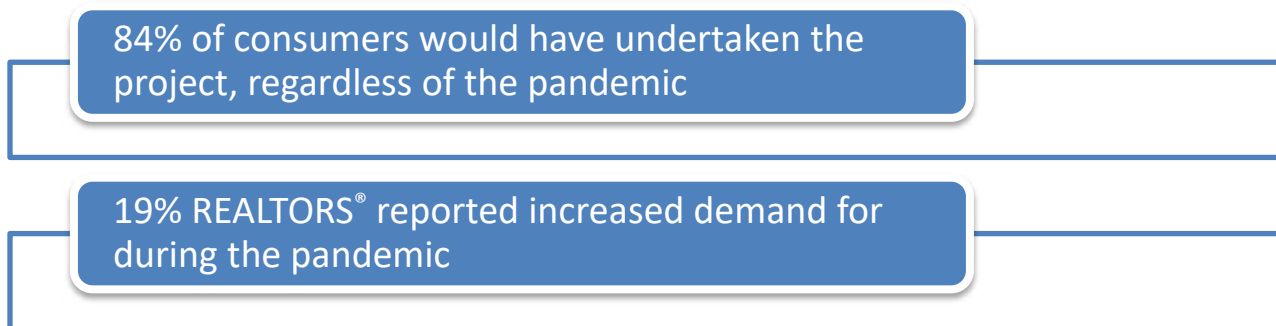 84% of consumers would have undertaken the
project, regardless of the pandemic
19% REALTORS® reported increased demand for
during the pandemic